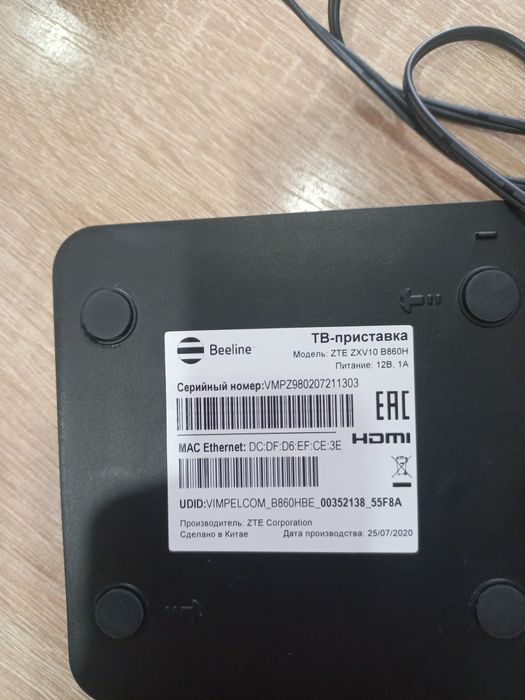 Beeline
ТВ-приставка
Модель: ZTE ZXV10 B860H
Питание: 12В, 1А
Серийный номер:VMPZ980207211303
EAC
MAC Ethernet: DC:DF:D6:EF:CE:3E
HDMI
UDID:VIMPELCOM_B860HBE_00352138_55F8A
Производитель: ZTE Corporation
Сделано в Китае
Дата производства: 25/07/2020